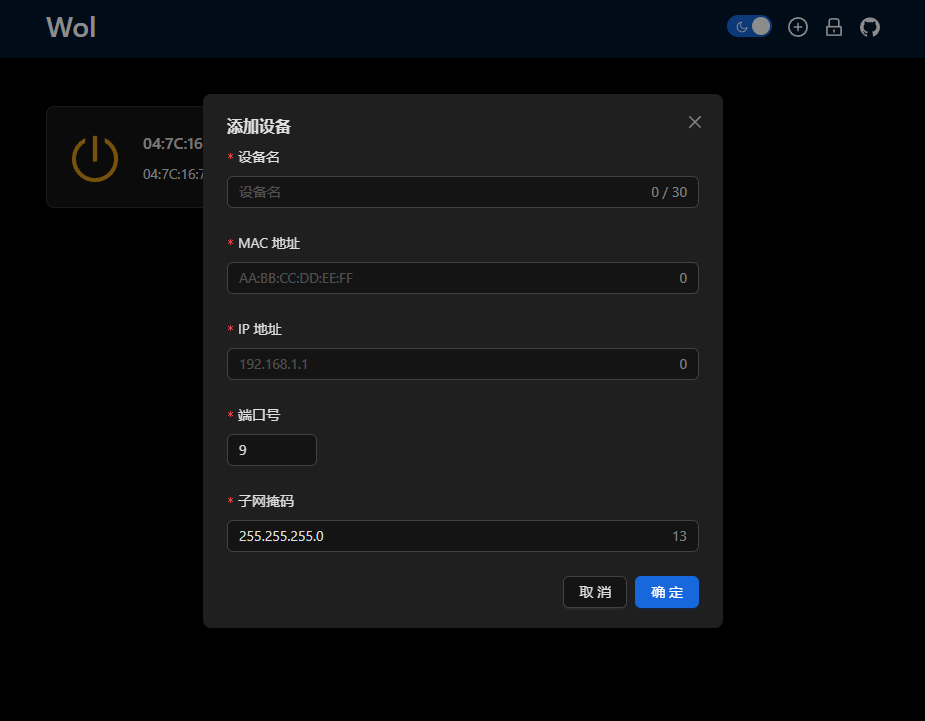 Wol
04:7C:16
04:7C:16:7
添加设备
* 设备名
设备名 0 / 30
* MAC 地址
AA:BB:CC:DD:EE:FF 0
* IP 地址
192.168.1.1 0
* 端口号
9
* 子网掩码
255.255.255.0 13
取 消 确 定